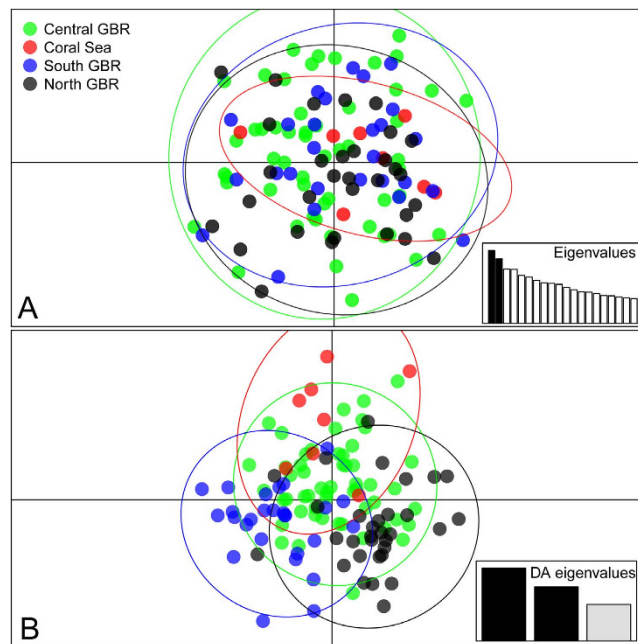 Central GBR
Coral Sea
South GBR
North GBR
Eigenvalues
A
DA eigenvalues
B